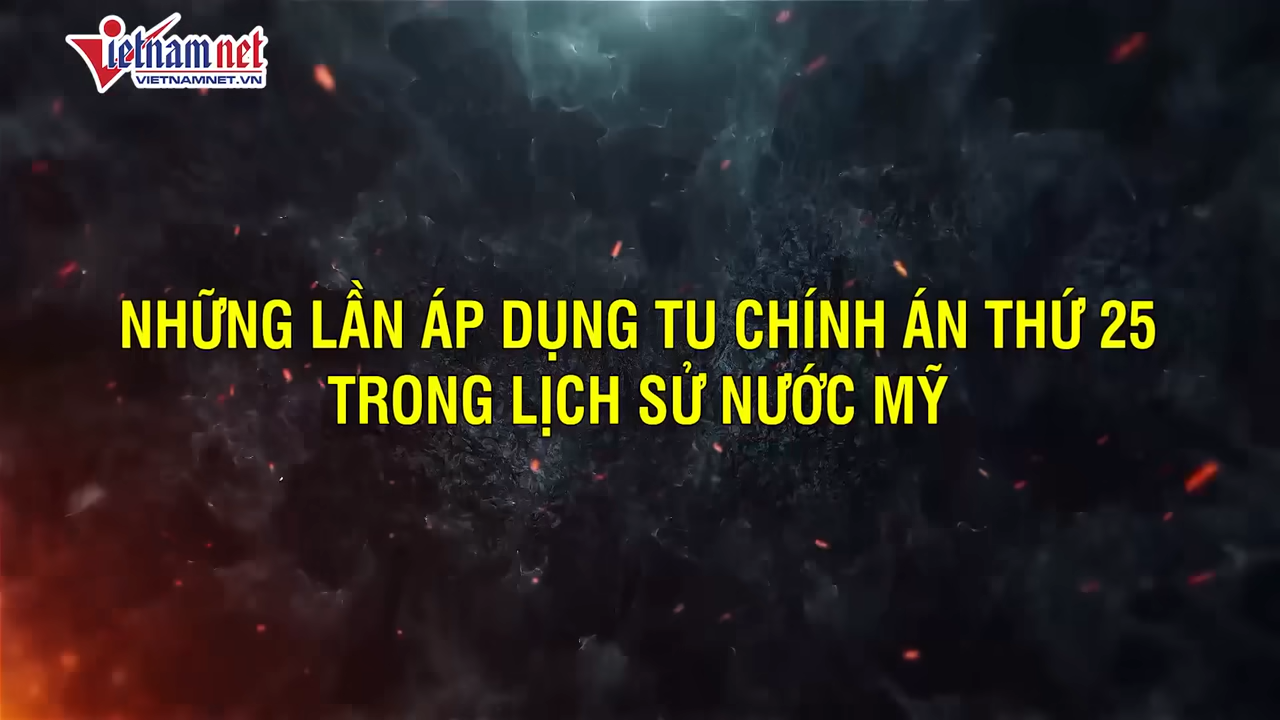 vietnamnet
VIETNAMNET.VN
NHỮNG LẦN ÁP DỤNG TU CHÍNH ÁN THỨ 25
TRONG LỊCH SỬ NƯỚC MỸ